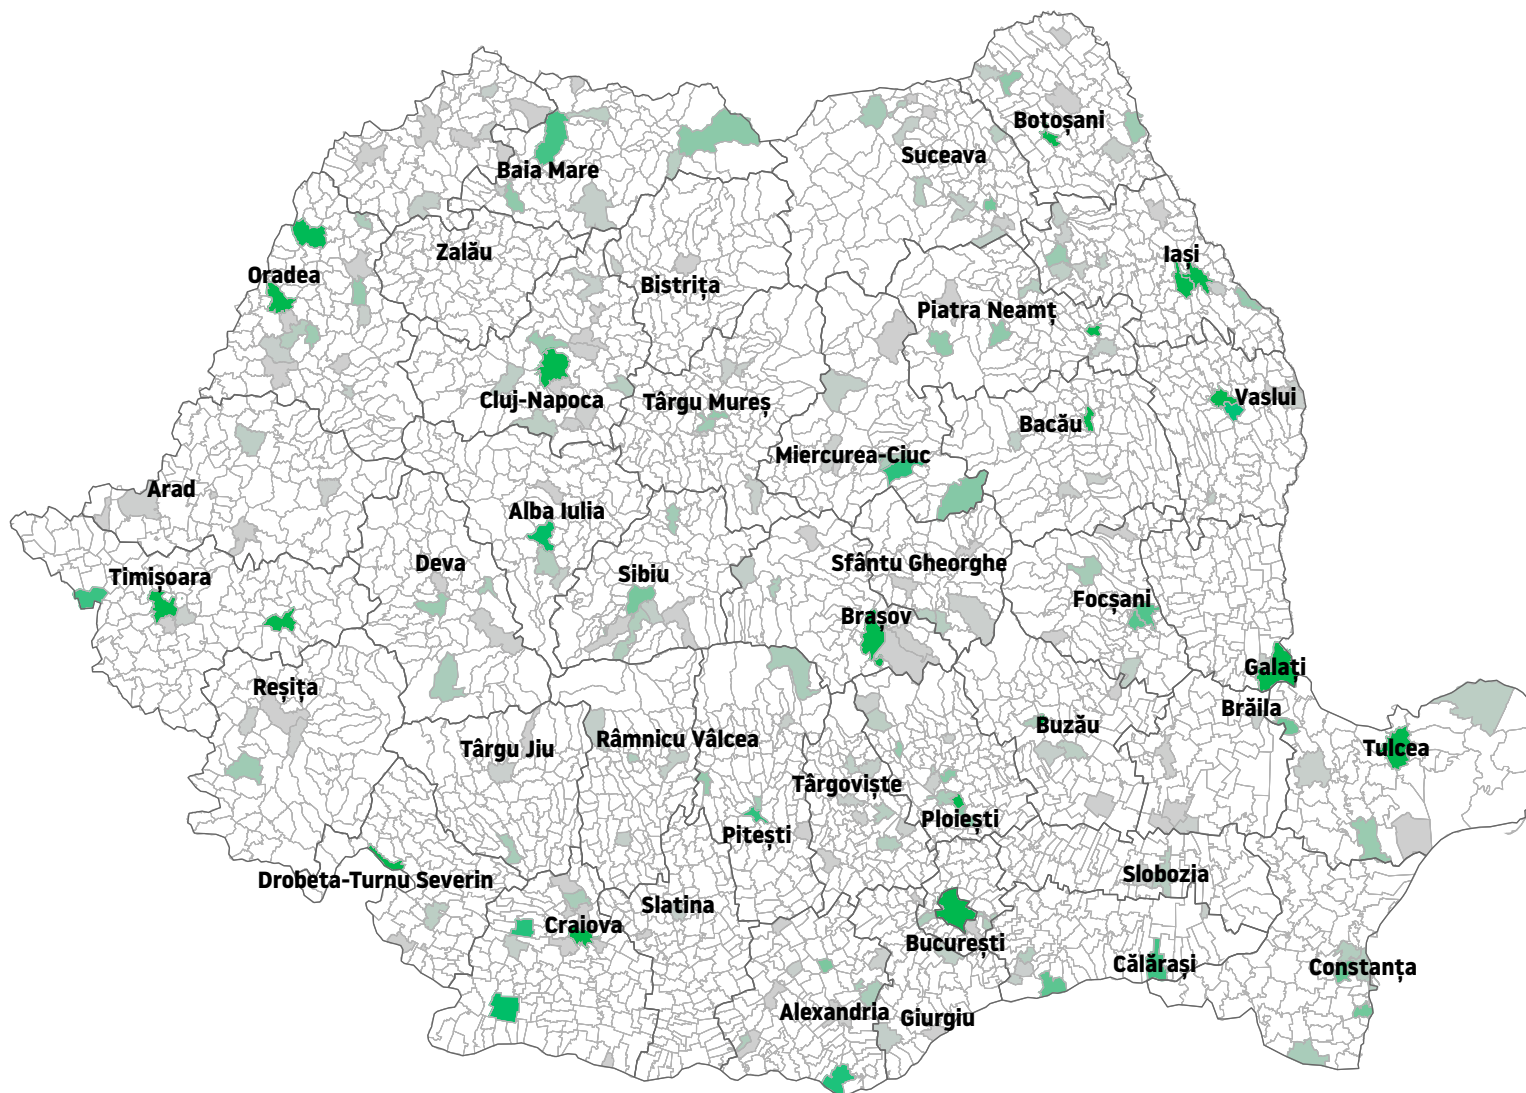 Botoșani
Suceava
Baia Mare
Zalău
Iași
Oradea
Bistrița
Piatra Neamț
Cluj-Napoca
Târgu Mureș
Vaslui
Bacău
Miercurea-Ciuc
Arad
Alba Iulia
Deva
Sfântu Gheorghe
Timișoara
Sibiu
Focșani
Brașov
Galați
Reșița
Brăila
Buzău
Râmnicu Vâlcea
Târgu Jiu
Tulcea
Târgoviște
Ploiești
Pitești
Slobozia
Drobeta-Turnu Severin
Slatina
Craiova
București
Călărași
Constanța
Alexandria
Giurgiu